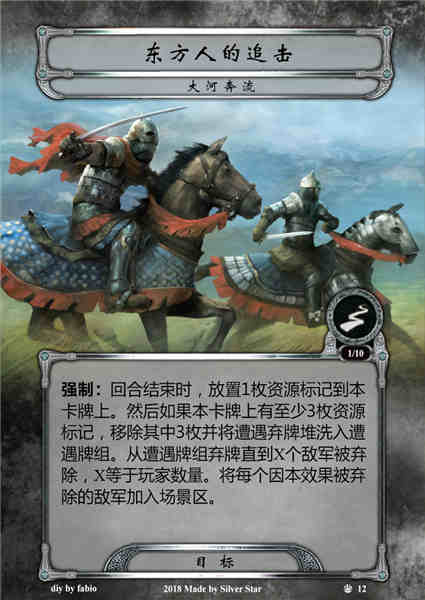 东方人的追击
大河奔流
1/10
强制：回合结束时，放置1枚资源标记到本
卡牌上。然后如果本卡牌上有至少3枚资源
标记，移除其中3枚并将遭遇弃牌堆洗入遭
遇牌组。从遭遇牌组弃牌直到X个敌军被弃
除，X等于玩家数量。将每个因本效果被弃
除的敌军加入场景区。
目标
diy by fabio
2018 Made by Silver Star
12